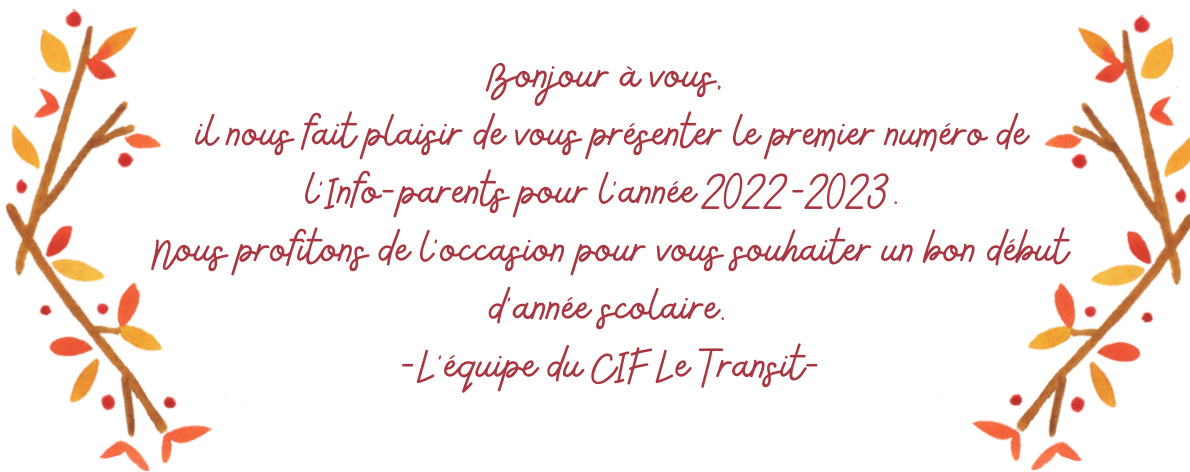 Bonjour à vous,
il nous fait plaisir de vous présenter le premier numéro de
l'Info-parents pour l'année 2022-2023.
Nous profitons de l'occasion pour vous souhaiter un bon début
d'année scolaire.
-L'équipe du CIF Le Transit-